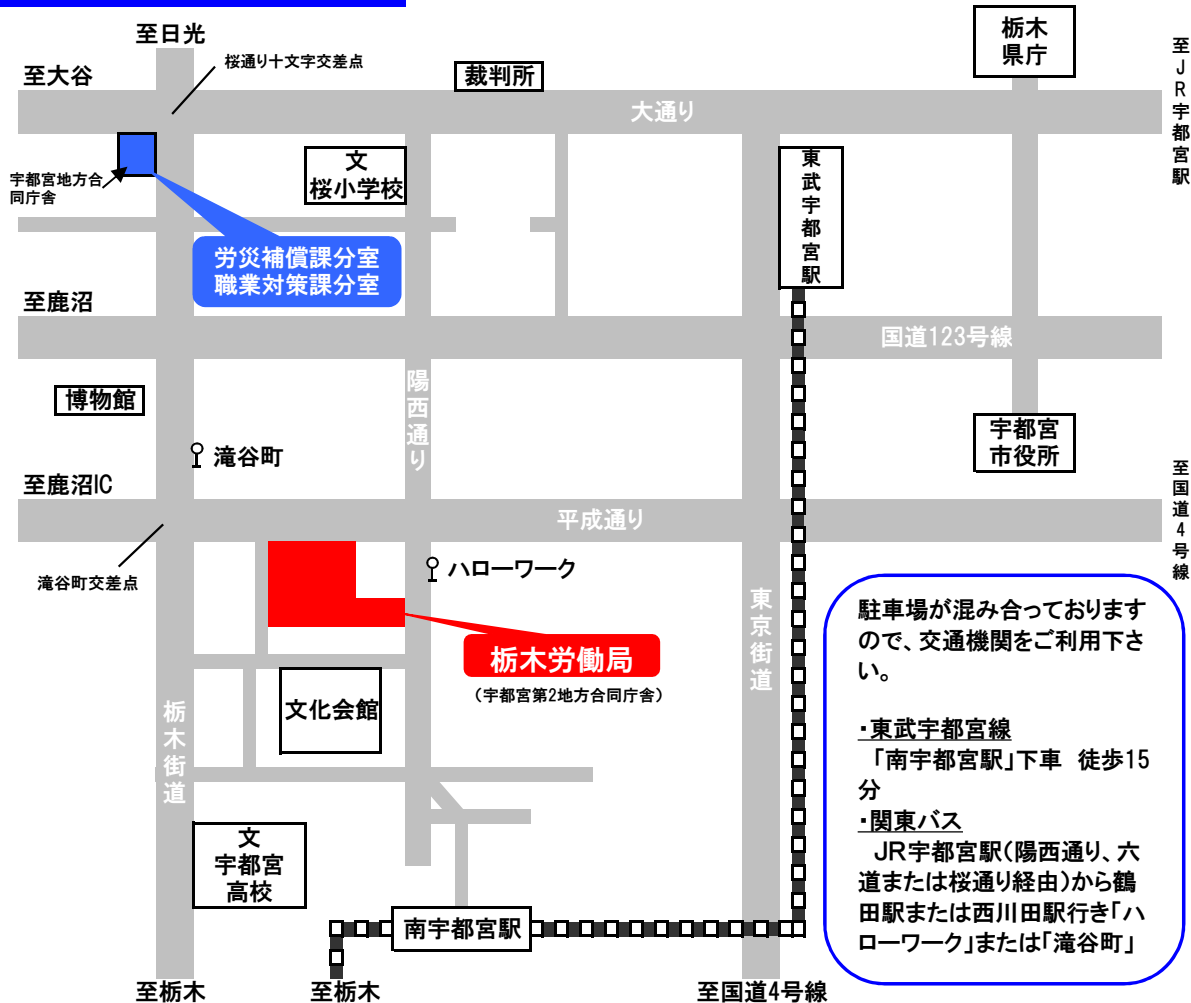 至日光
桜通り十文字交差点
至大谷
裁判所
栃木
県庁
至JR宇都宮駅
大通り
宇都宮地方合
同庁舎
文
桜小学校
東武宇都宮駅
労災補償課分室
職業対策課分室
至鹿沼
国道123号線
博物館
陽西通り
滝谷町
宇都宮
市役所
至鹿沼IC
平成通り
至国道4号線
滝谷町交差点
ハローワーク
東京街道
栃木労働局
(宇都宮第2地方合同庁舎)
文化会館
栃木街道
文
宇都宮
高校
南宇都宮駅
至栃木
至栃木
至国道4号線
駐車場が混み合っております
ので、交通機関をご利用下さ
い。
・東武宇都宮線
「南宇都宮駅」下車 徒歩15
分
・関東バス
JR宇都宮駅(陽西通り、六
道または桜通り経由)から鶴
田駅または西川田駅行き「ハ
ローワーク」または「滝谷町」